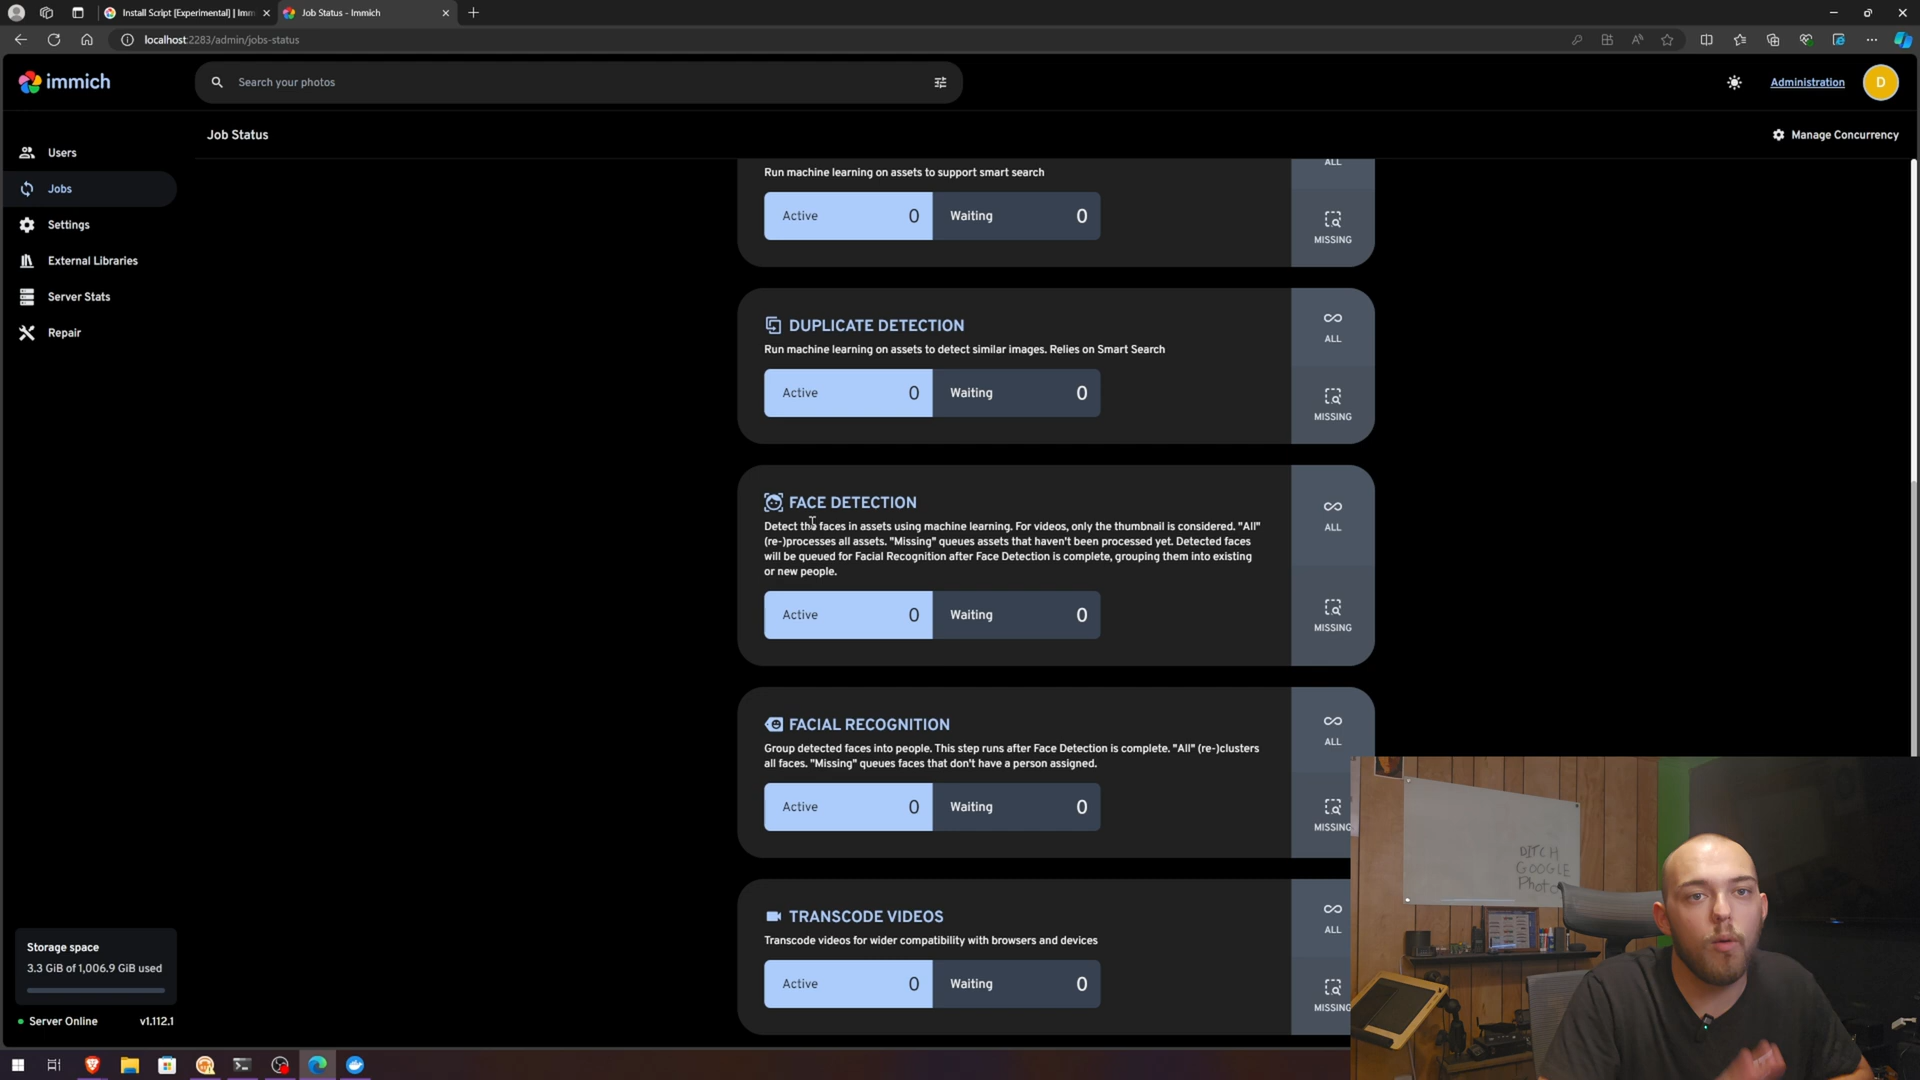 Install Script [Experimental] | Imm
Job Status - Immich
localhost:2283/admin/jobs-status
immich
Search your photos
Administration
D
Job Status
Manage Concurrency
Users
Jobs
Settings
External Libraries
Server Stats
Repair
ALL
Run machine learning on assets to support smart search
Active 0 Waiting 0
MISSING
DUPLICATE DETECTION
Run machine learning on assets to detect similar images. Relies on Smart Search
Active 0 Waiting 0
ALL
MISSING
FACE DETECTION
Detect the faces in assets using machine learning. For videos, only the thumbnail is considered. "All"
(re-)processes all assets. "Missing" queues assets that haven't been processed yet. Detected faces
will be queued for Facial Recognition after Face Detection is complete, grouping them into existing
or new people.
Active 0 Waiting 0
ALL
MISSING
FACIAL RECOGNITION
Group detected faces into people. This step runs after Face Detection is complete. "All" (re-)clusters
all faces. "Missing" queues faces that don't have a person assigned.
Active 0 Waiting 0
ALL
MISSING
TRANSCODE VIDEOS
Transcode videos for wider compatibility with browsers and devices
Active 0 Waiting 0
ALL
MISSING
DITCH
GOOGLE
Photo
Storage space
3.3 GiB of 1,006.9 GiB used
Server Online v1.112.1